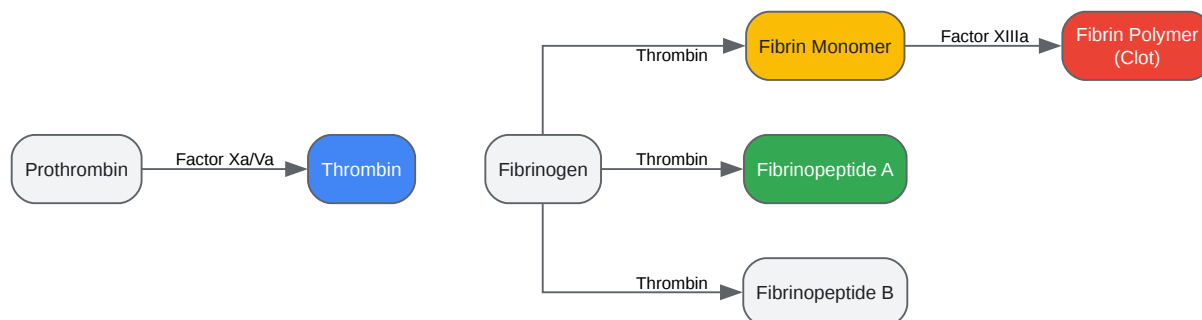 Prothrombin
Factor Xa/Va
Thrombin
Fibrinogen
Thrombin
Fibrin Monomer
Factor XIIIa
Fibrin Polymer
(Clot)
Thrombin
Fibrinopeptide A
Thrombin
Fibrinopeptide B